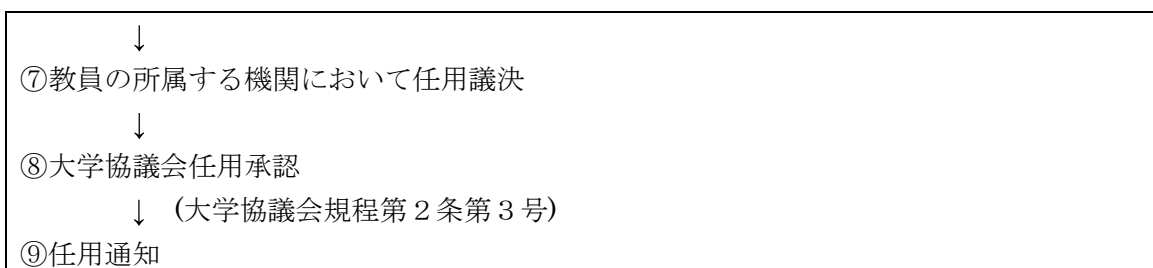 ↓
⑦教員の所属する機関において任用議決
↓
⑧大学協議会任用承認
↓ (大学協議会規程第２条第３号)
⑨任用通知